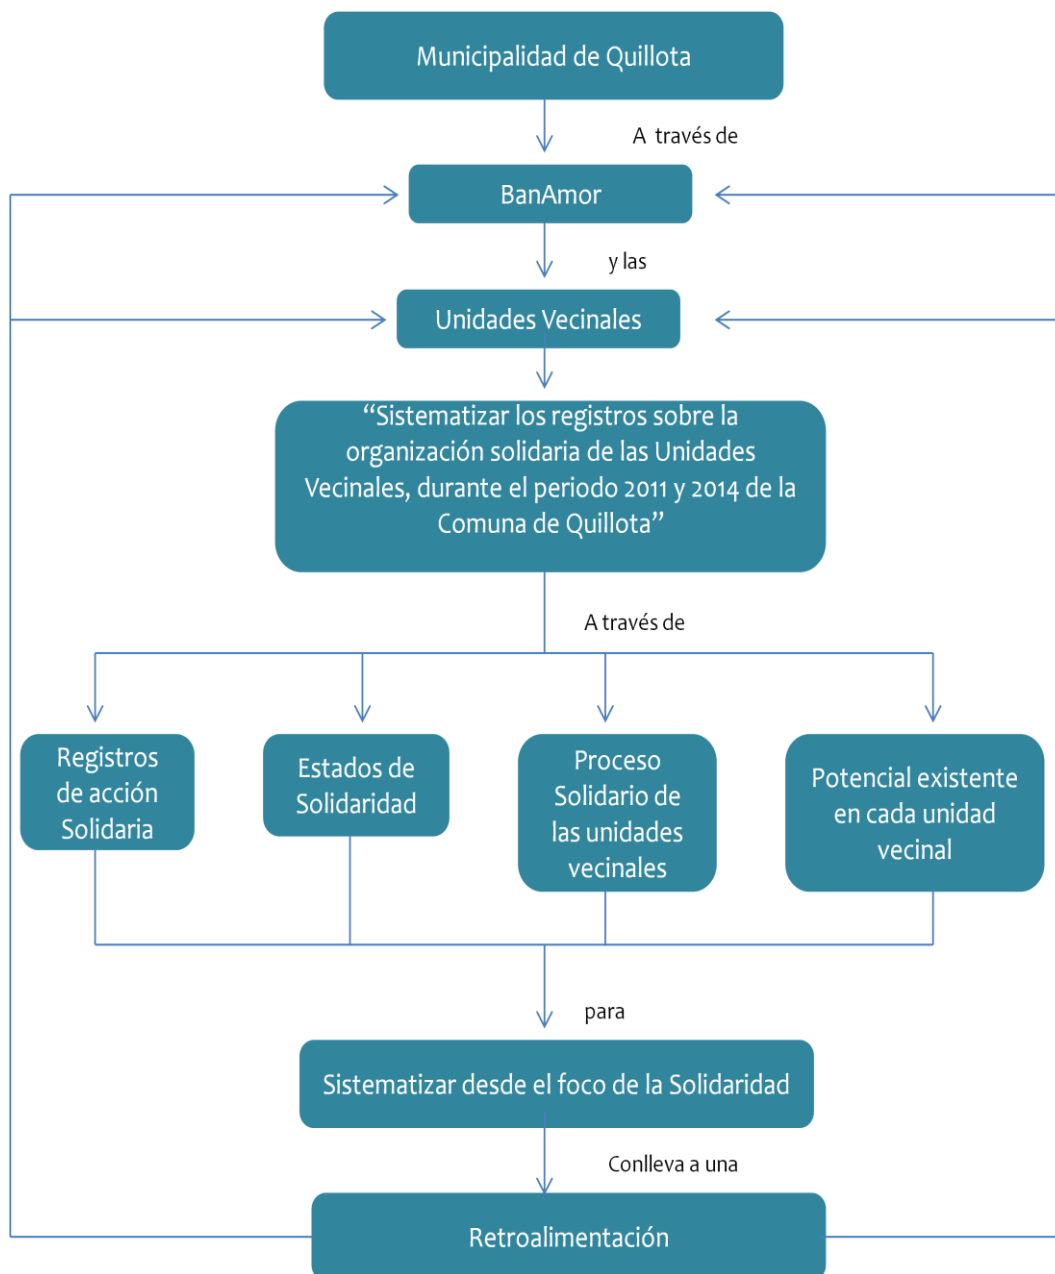 Municipalidad de Quillota
A través de
BanAmor
y las
Unidades Vecinales
“Sistematizar los registros sobre la
organización solidaria de las Unidades
Vecinales, durante el periodo 2011 y 2014 de la
Comuna de Quillota”
A través de
Registros
de acción
Solidaria
Estados de
Solidaridad
Proceso
Solidario de
las unidades
vecinales
Potencial existente
en cada unidad
vecinal
para
Sistematizar desde el foco de la Solidaridad
Conlleva a una
Retroalimentación